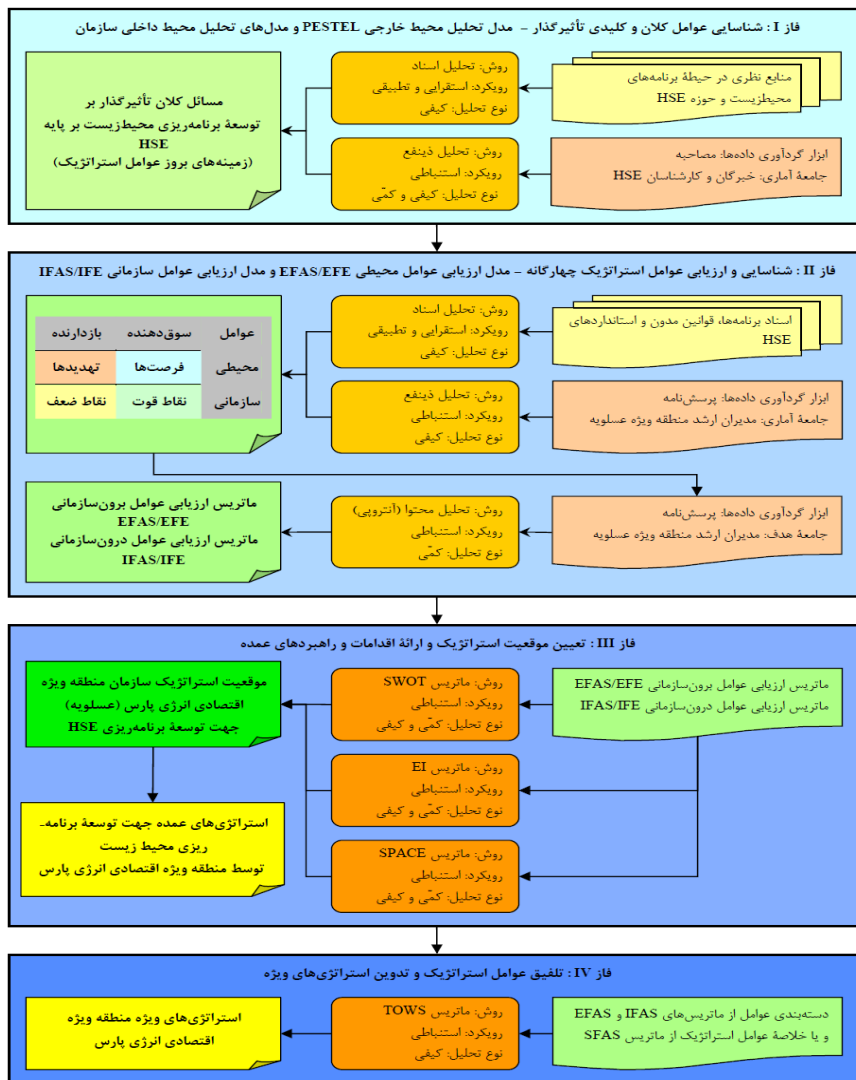 فاز I : شناسایی عوامل کلان و کلیدی تأثیرگذار – مدل تحلیل محیط خارجی PESTEL و مدل‌های تحلیل محیط داخلی سازمان
منابع نظری در حیطهٔ برنامه‌های
محیط‌زیست و حوزه HSE
روش: تحلیل اسناد
رویکرد: استقرایی و تطبیقی
نوع تحلیل: کیفی
ابزار گردآوری داده‌ها: مصاحبه
جامعهٔ آماری: خبرگان و کارشناسان HSE
روش: تحلیل ذینفع
رویکرد: استنباطی
نوع تحلیل: کیفی و کمّی
مسائل کلان تأثیرگذار بر
توسعهٔ برنامه‌ریزی محیط‌زیست بر پایه
HSE
(زمینه‌های بروز عوامل استراتژیک)
فاز II : شناسایی و ارزیابی عوامل استراتژیک چهارگانه – مدل ارزیابی عوامل محیطی EFAS/EFE و مدل ارزیابی عوامل سازمانی IFAS/IFE
اسناد برنامه‌ها، قوانین مدون و استانداردهای
HSE
روش: تحلیل اسناد
رویکرد: استقرایی و تطبیقی
نوع تحلیل: کیفی
ابزار گردآوری داده‌ها: پرسش‌نامه
جامعهٔ آماری: مدیران ارشد منطقه ویژه عسلویه
روش: تحلیل ذینفع
رویکرد: استنباطی
نوع تحلیل: کیفی
عوامل سوق‌دهنده بازدارنده
محیطی فرصت‌ها تهدیدها
سازمانی نقاط قوت نقاط ضعف
ابزار گردآوری داده‌ها: پرسش‌نامه
جامعهٔ هدف: مدیران ارشد منطقه ویژه عسلویه
روش: تحلیل محتوا (آنتروپی)
رویکرد: استنباطی
نوع تحلیل: کمّی
ماتریس ارزیابی عوامل برون‌سازمانی
EFAS/EFE
ماتریس ارزیابی عوامل درون‌سازمانی
IFAS/IFE
فاز III : تعیین موقعیت استراتژیک و ارائهٔ اقدامات و راهبردهای عمده
ماتریس ارزیابی عوامل برون‌سازمانی EFAS/EFE
ماتریس ارزیابی عوامل درون‌سازمانی IFAS/IFE
روش: ماتریس SWOT
رویکرد: استنباطی
نوع تحلیل: کمّی و کیفی
روش: ماتریس EI
رویکرد: استنباطی
نوع تحلیل: کمّی و کیفی
روش: ماتریس SPACE
رویکرد: استنباطی
نوع تحلیل: کمّی و کیفی
موقعیت استراتژیک سازمان منطقه ویژه
اقتصادی انرژی پارس (عسلویه)
جهت توسعهٔ برنامه‌ریزی HSE
استراتژی‌های عمده جهت توسعهٔ برنامه-
ریزی محیط زیست
توسط منطقه ویژه اقتصادی انرژی پارس
فاز IV : تلفیق عوامل استراتژیک و تدوین استراتژی‌های ویژه
دسته‌بندی عوامل از ماتریس‌های IFAS و EFAS
و یا خلاصهٔ عوامل استراتژیک از ماتریس SFAS
روش: ماتریس TOWS
رویکرد: استنباطی
نوع تحلیل: کیفی
استراتژی‌های ویژه منطقه ویژه
اقتصادی انرژی پارس